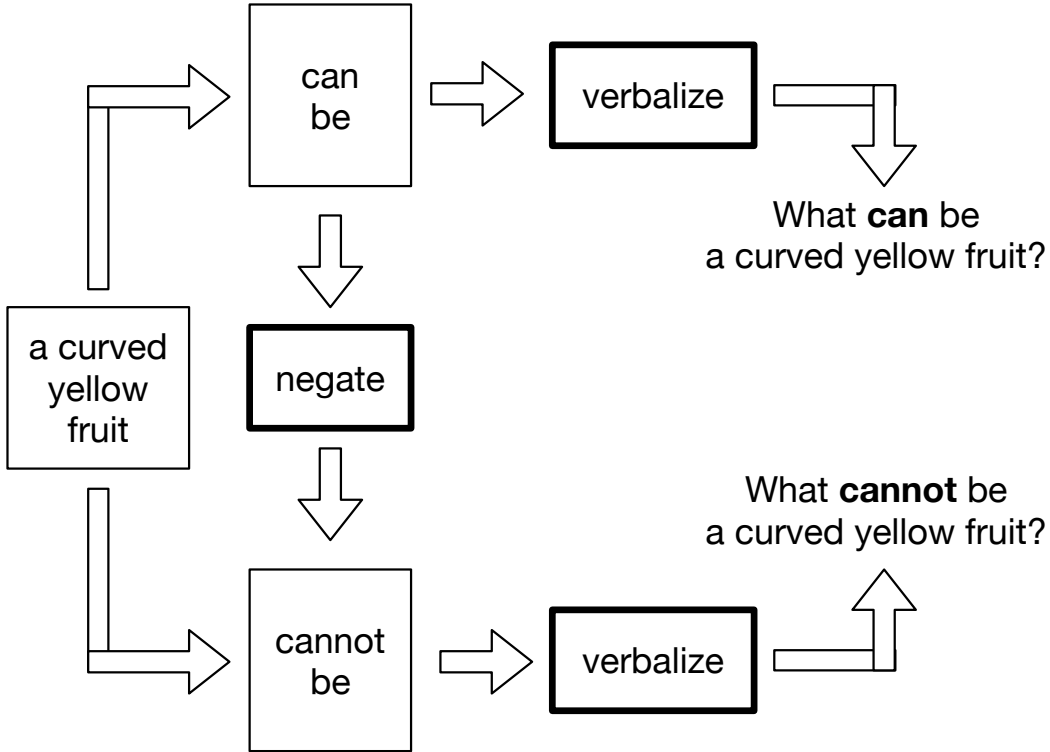 can
be
verbalize
What can be
a curved yellow fruit?
a curved
yellow
fruit
negate
What cannot be
a curved yellow fruit?
cannot
be
verbalize